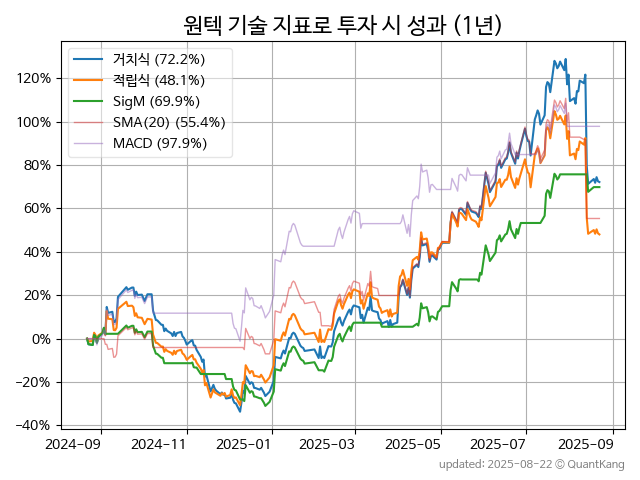 원텍 기술 지표로 투자 시 성과 (1년)
거치식 (72.2%)
적립식 (48.1%)
SigM (69.9%)
SMA(20) (55.4%)
MACD (97.9%)
120%
100%
80%
60%
40%
20%
0%
−20%
−40%
2024-09 2024-11 2025-01 2025-03 2025-05 2025-07 2025-09
updated: 2025-08-22 © QuantKang